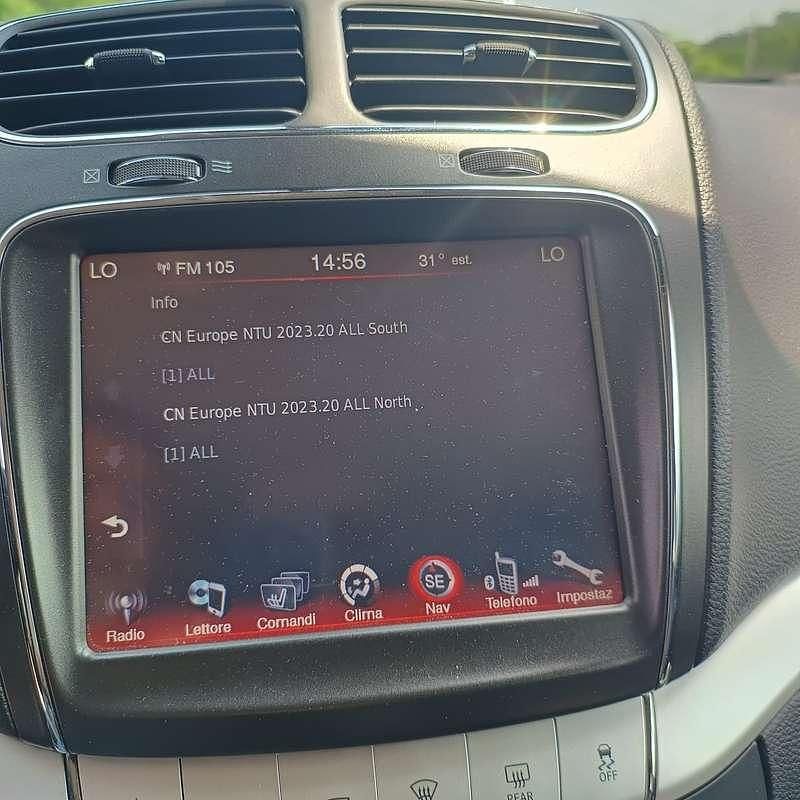 LO FM 105 14:56 31° est. LO
Info
CN Europe NTU 2023.20 ALL South
[1] ALL
CN Europe NTU 2023.20 ALL North
[1] ALL
SE
Radio Lettore Comandi Clima Nav Telefono Impostaz
REAR OFF